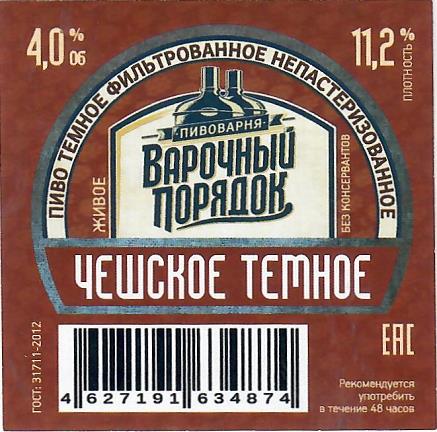 4,0 % об
11,2 %
ПЛОТНОСТЬ
ПИВО ТЕМНОЕ ФИЛЬТРОВАННОЕ НЕПАСТЕРИЗОВАННОЕ
ПИВОВАРНЯ
ВАРОЧНЫЙ
ПОРЯДОК
ЖИВОЕ
БЕЗ КОНСЕРВАНТОВ
ЧЕШСКОЕ ТЕМНОЕ
ГОСТ: 31711-2012
4 627191 634874
ЕАС
Рекомендуется
употребить
в течение 48 часов